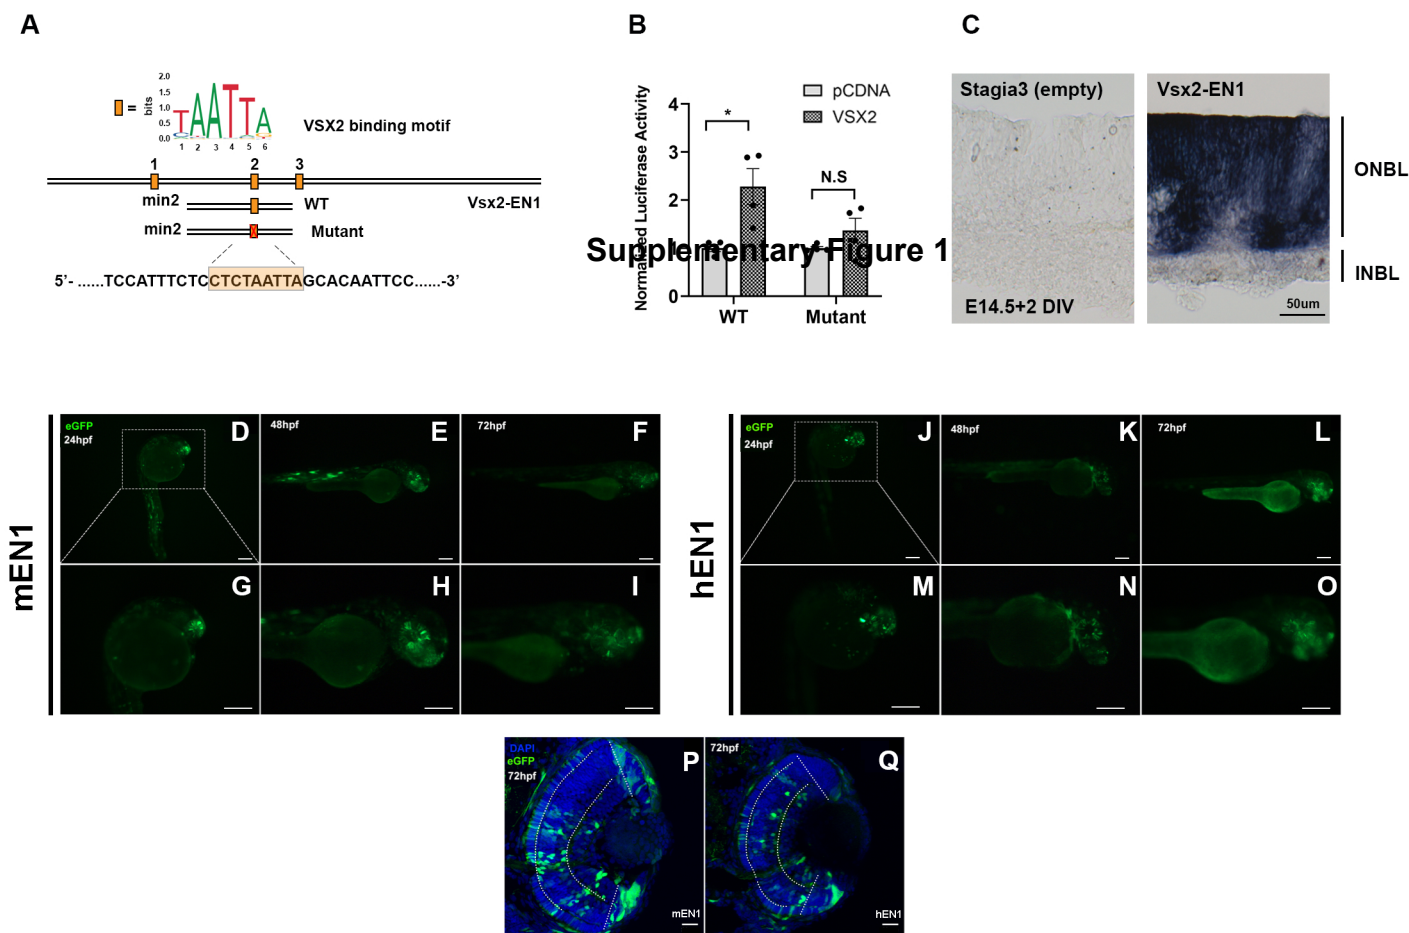 A
B
C
2.0
1.5
1.0
0.5
0.0
bits
=
TAATTA
1 2 3 4 5 6
VSX2 binding motif
1 2 3
Vsx2-EN1
min2 WT
min2 Mutant
5’- ......TCCATTTCTCCTCTAATTAGCACAATTCC......-3’
Normalized Luciferase Activity
4
3
2
1
0
pCDNA
VSX2
*
N.S
WT Mutant
Supplementary Figure 1
Stagia3 (empty)
E14.5+2 DIV
Vsx2-EN1
50um
ONBL
INBL
mEN1
eGFP
24hpf
D
48hpf
E
72hpf
F
G
H
I
hEN1
eGFP
24hpf
J
48hpf
K
72hpf
L
M
N
O
DAPI
eGFP
72hpf
P
mEN1
72hpf
Q
hEN1